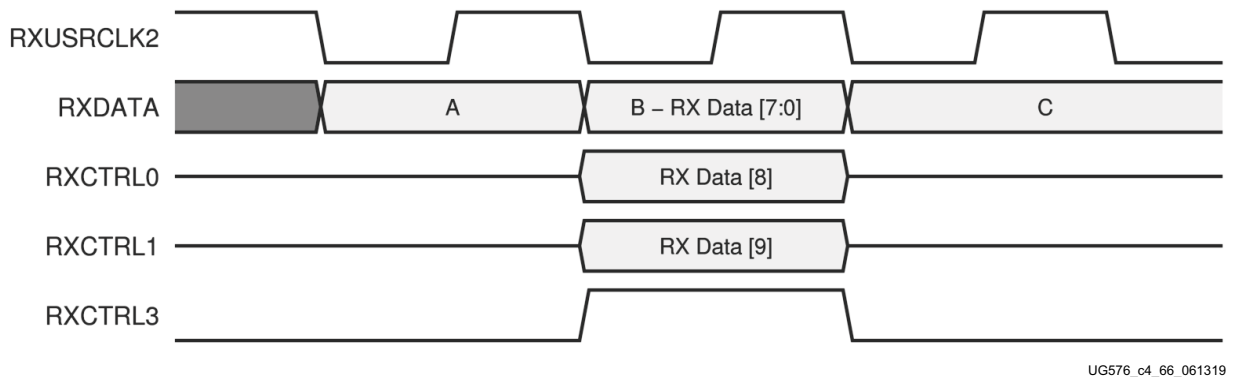 RXUSRCLK2
RXDATA A B – RX Data [7:0] C
RXCTRL0 RX Data [8]
RXCTRL1 RX Data [9]
RXCTRL3
UG576_c4_66_061319